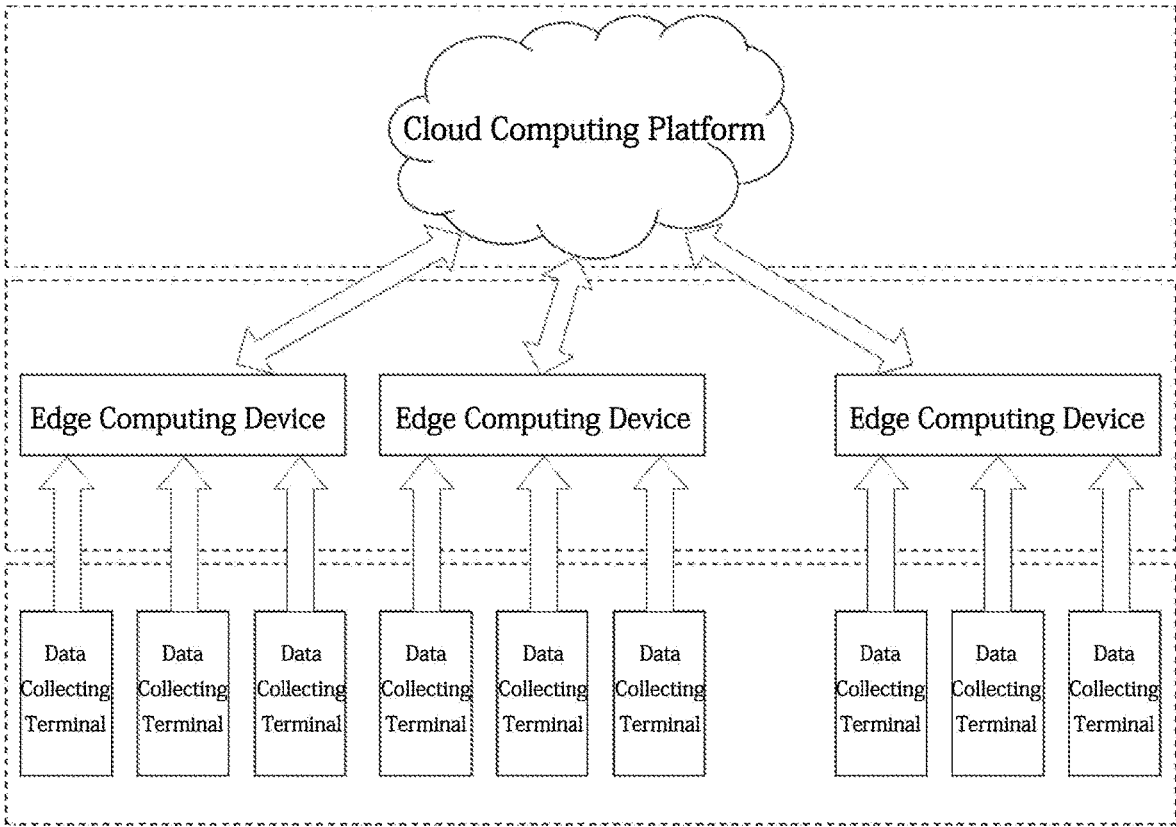 Cloud Computing Platform
Edge Computing Device
Edge Computing Device
Edge Computing Device
Data
Collecting
Terminal
Data
Collecting
Terminal
Data
Collecting
Terminal
Data
Collecting
Terminal
Data
Collecting
Terminal
Data
Collecting
Terminal
Data
Collecting
Terminal
Data
Collecting
Terminal
Data
Collecting
Terminal